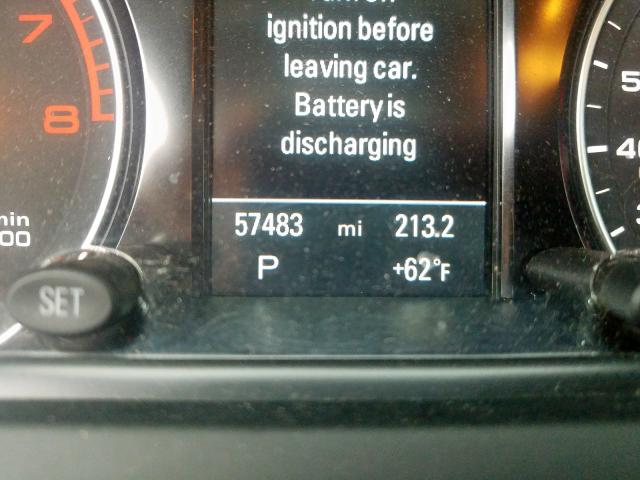 7
8
ignition before
leaving car.
Battery is
discharging
57483 mi 213.2
P +62°F
SET